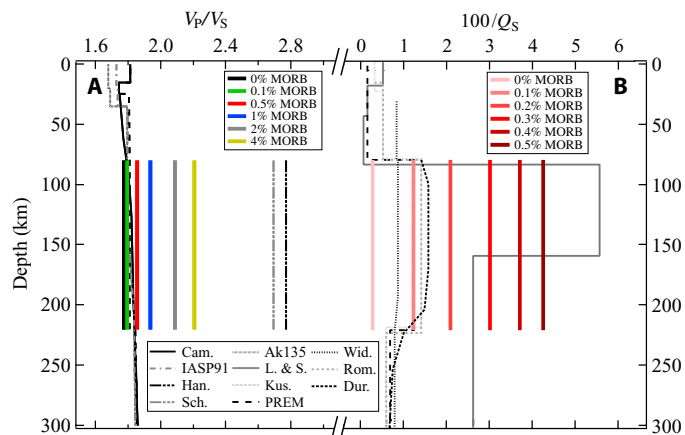 V_P/V_S
100/Q_S
1.6 2.0 2.4 2.8
0 1 2 3 4 5 6
0
50
100
150
200
250
300
Depth (km)
A
0% MORB
0.1% MORB
0.5% MORB
1% MORB
2% MORB
4% MORB
B
0% MORB
0.1% MORB
0.2% MORB
0.3% MORB
0.4% MORB
0.5% MORB
0
50
100
150
200
250
300
Cam. Ak135 Wid.
IASP91 L. & S. Rom.
Han. Kus. Dur.
Sch. PREM